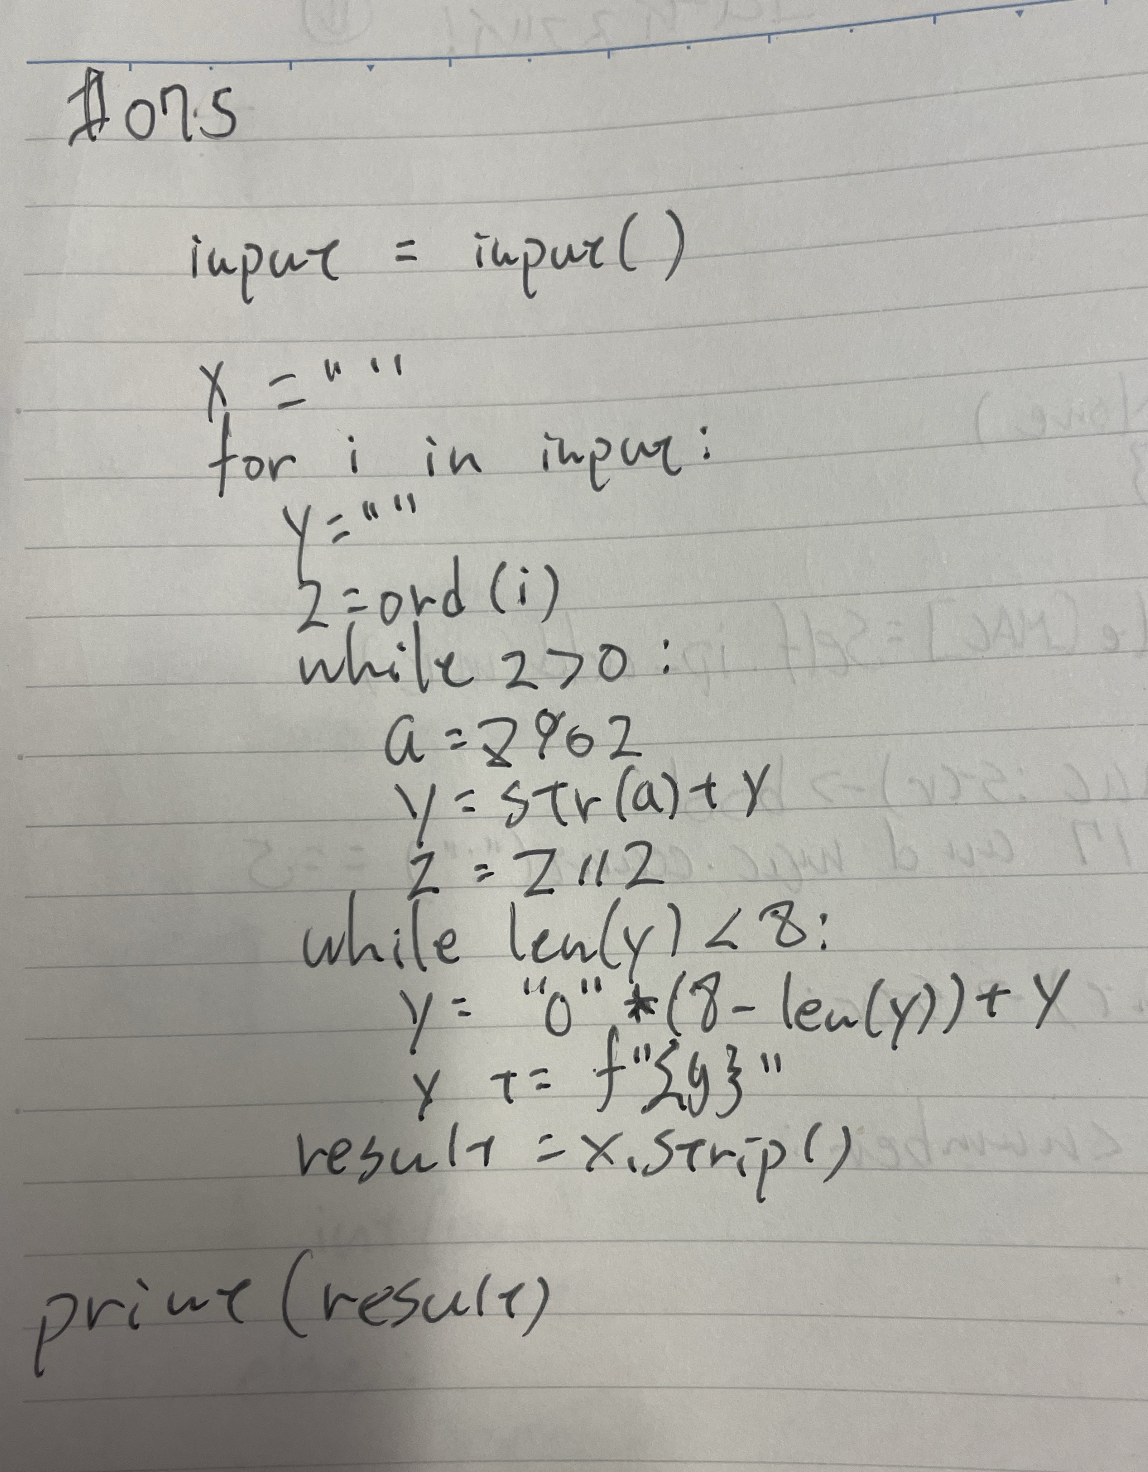 #075
input = input()
x = ""
for i in input:
y = ""
z = ord(i)
while z > 0:
a = z % 2
y = str(a) + y
z = z // 2
while len(y) < 8:
y = "0" * (8 - len(y)) + y
y += f"{y}"
result = x.strip()
print(result)